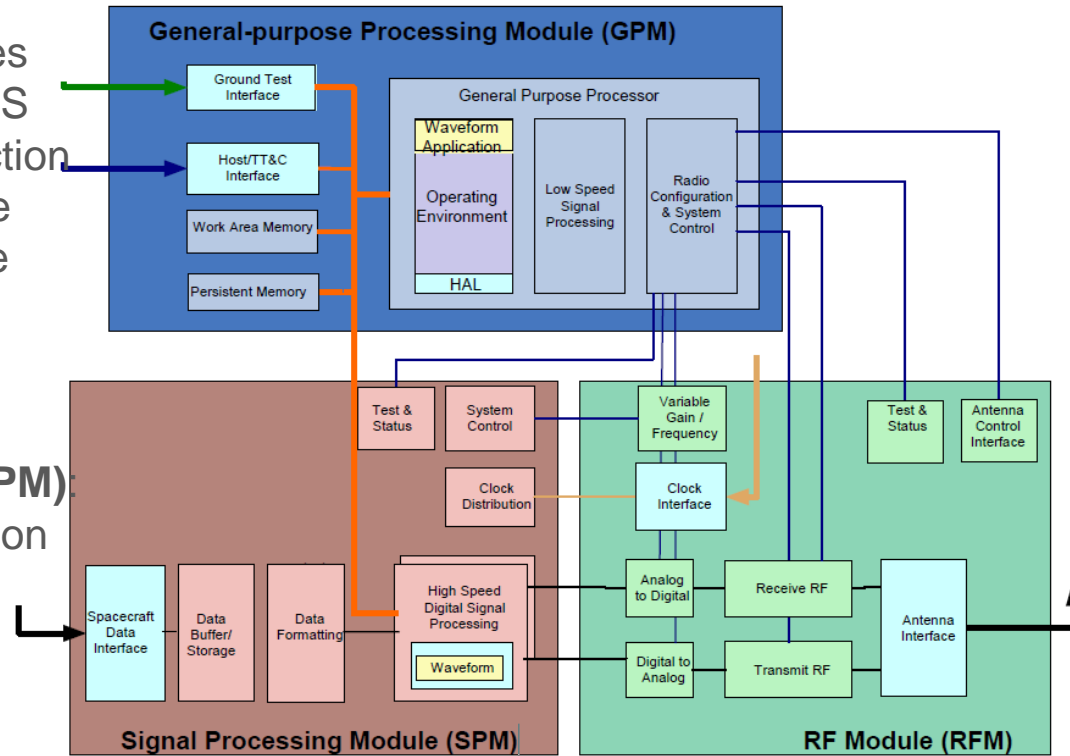 General-purpose Processing Module (GPM)
es
S
ction
e
e
Ground Test
Interface
Host/TT&C
Interface
Work Area Memory
Persistent Memory
General Purpose Processor
Waveform
Application
Operating
Environment
HAL
Low Speed
Signal
Processing
Radio
Configuration
& System
Control
PM):
on
Test &
Status
System
Control
Clock
Distribution
Spacecraft
Data
Interface
Data
Buffer/
Storage
Data
Formatting
High Speed
Digital Signal
Processing
Waveform
Signal Processing Module (SPM)
Variable
Gain /
Frequency
Clock
Interface
Test &
Status
Antenna
Control
Interface
Analog
to Digital
Receive RF
Digital to
Analog
Transmit RF
Antenna
Interface
RF Module (RFM)